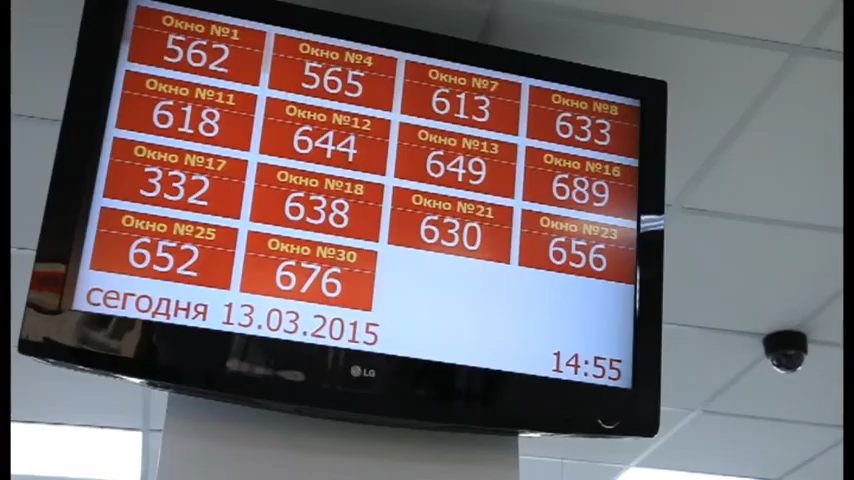 Окно №1 Окно №4 Окно №7 Окно №8
562 565 613 633
Окно №11 Окно №12 Окно №13 Окно №16
618 644 649 689
Окно №17 Окно №18 Окно №21 Окно №23
332 638 630 656
Окно №25 Окно №30
652 676
сегодня 13.03.2015
14:55
LG